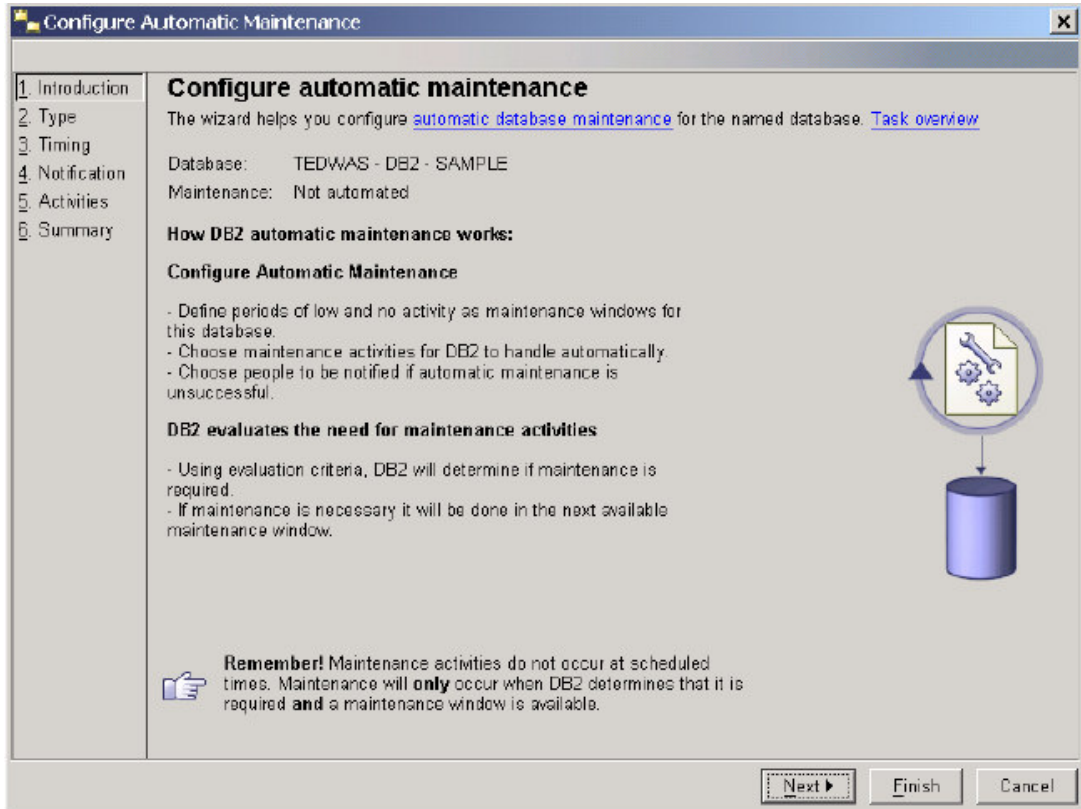 Configure Automatic Maintenance
1. Introduction
2. Type
3. Timing
4. Notification
5. Activities
6. Summary
Configure automatic maintenance
The wizard helps you configure automatic database maintenance for the named database. Task overview
Database: TEDWAS - DB2 - SAMPLE
Maintenance: Not automated
How DB2 automatic maintenance works:
Configure Automatic Maintenance
- Define periods of low and no activity as maintenance windows for
this database.
- Choose maintenance activities for DB2 to handle automatically.
- Choose people to be notified if automatic maintenance is
unsuccessful.
DB2 evaluates the need for maintenance activities
- Using evaluation criteria, DB2 will determine if maintenance is
required.
- If maintenance is necessary it will be done in the next available
maintenance window.
Remember! Maintenance activities do not occur at scheduled
times. Maintenance will only occur when DB2 determines that it is
required and a maintenance window is available.
Next
Finish
Cancel